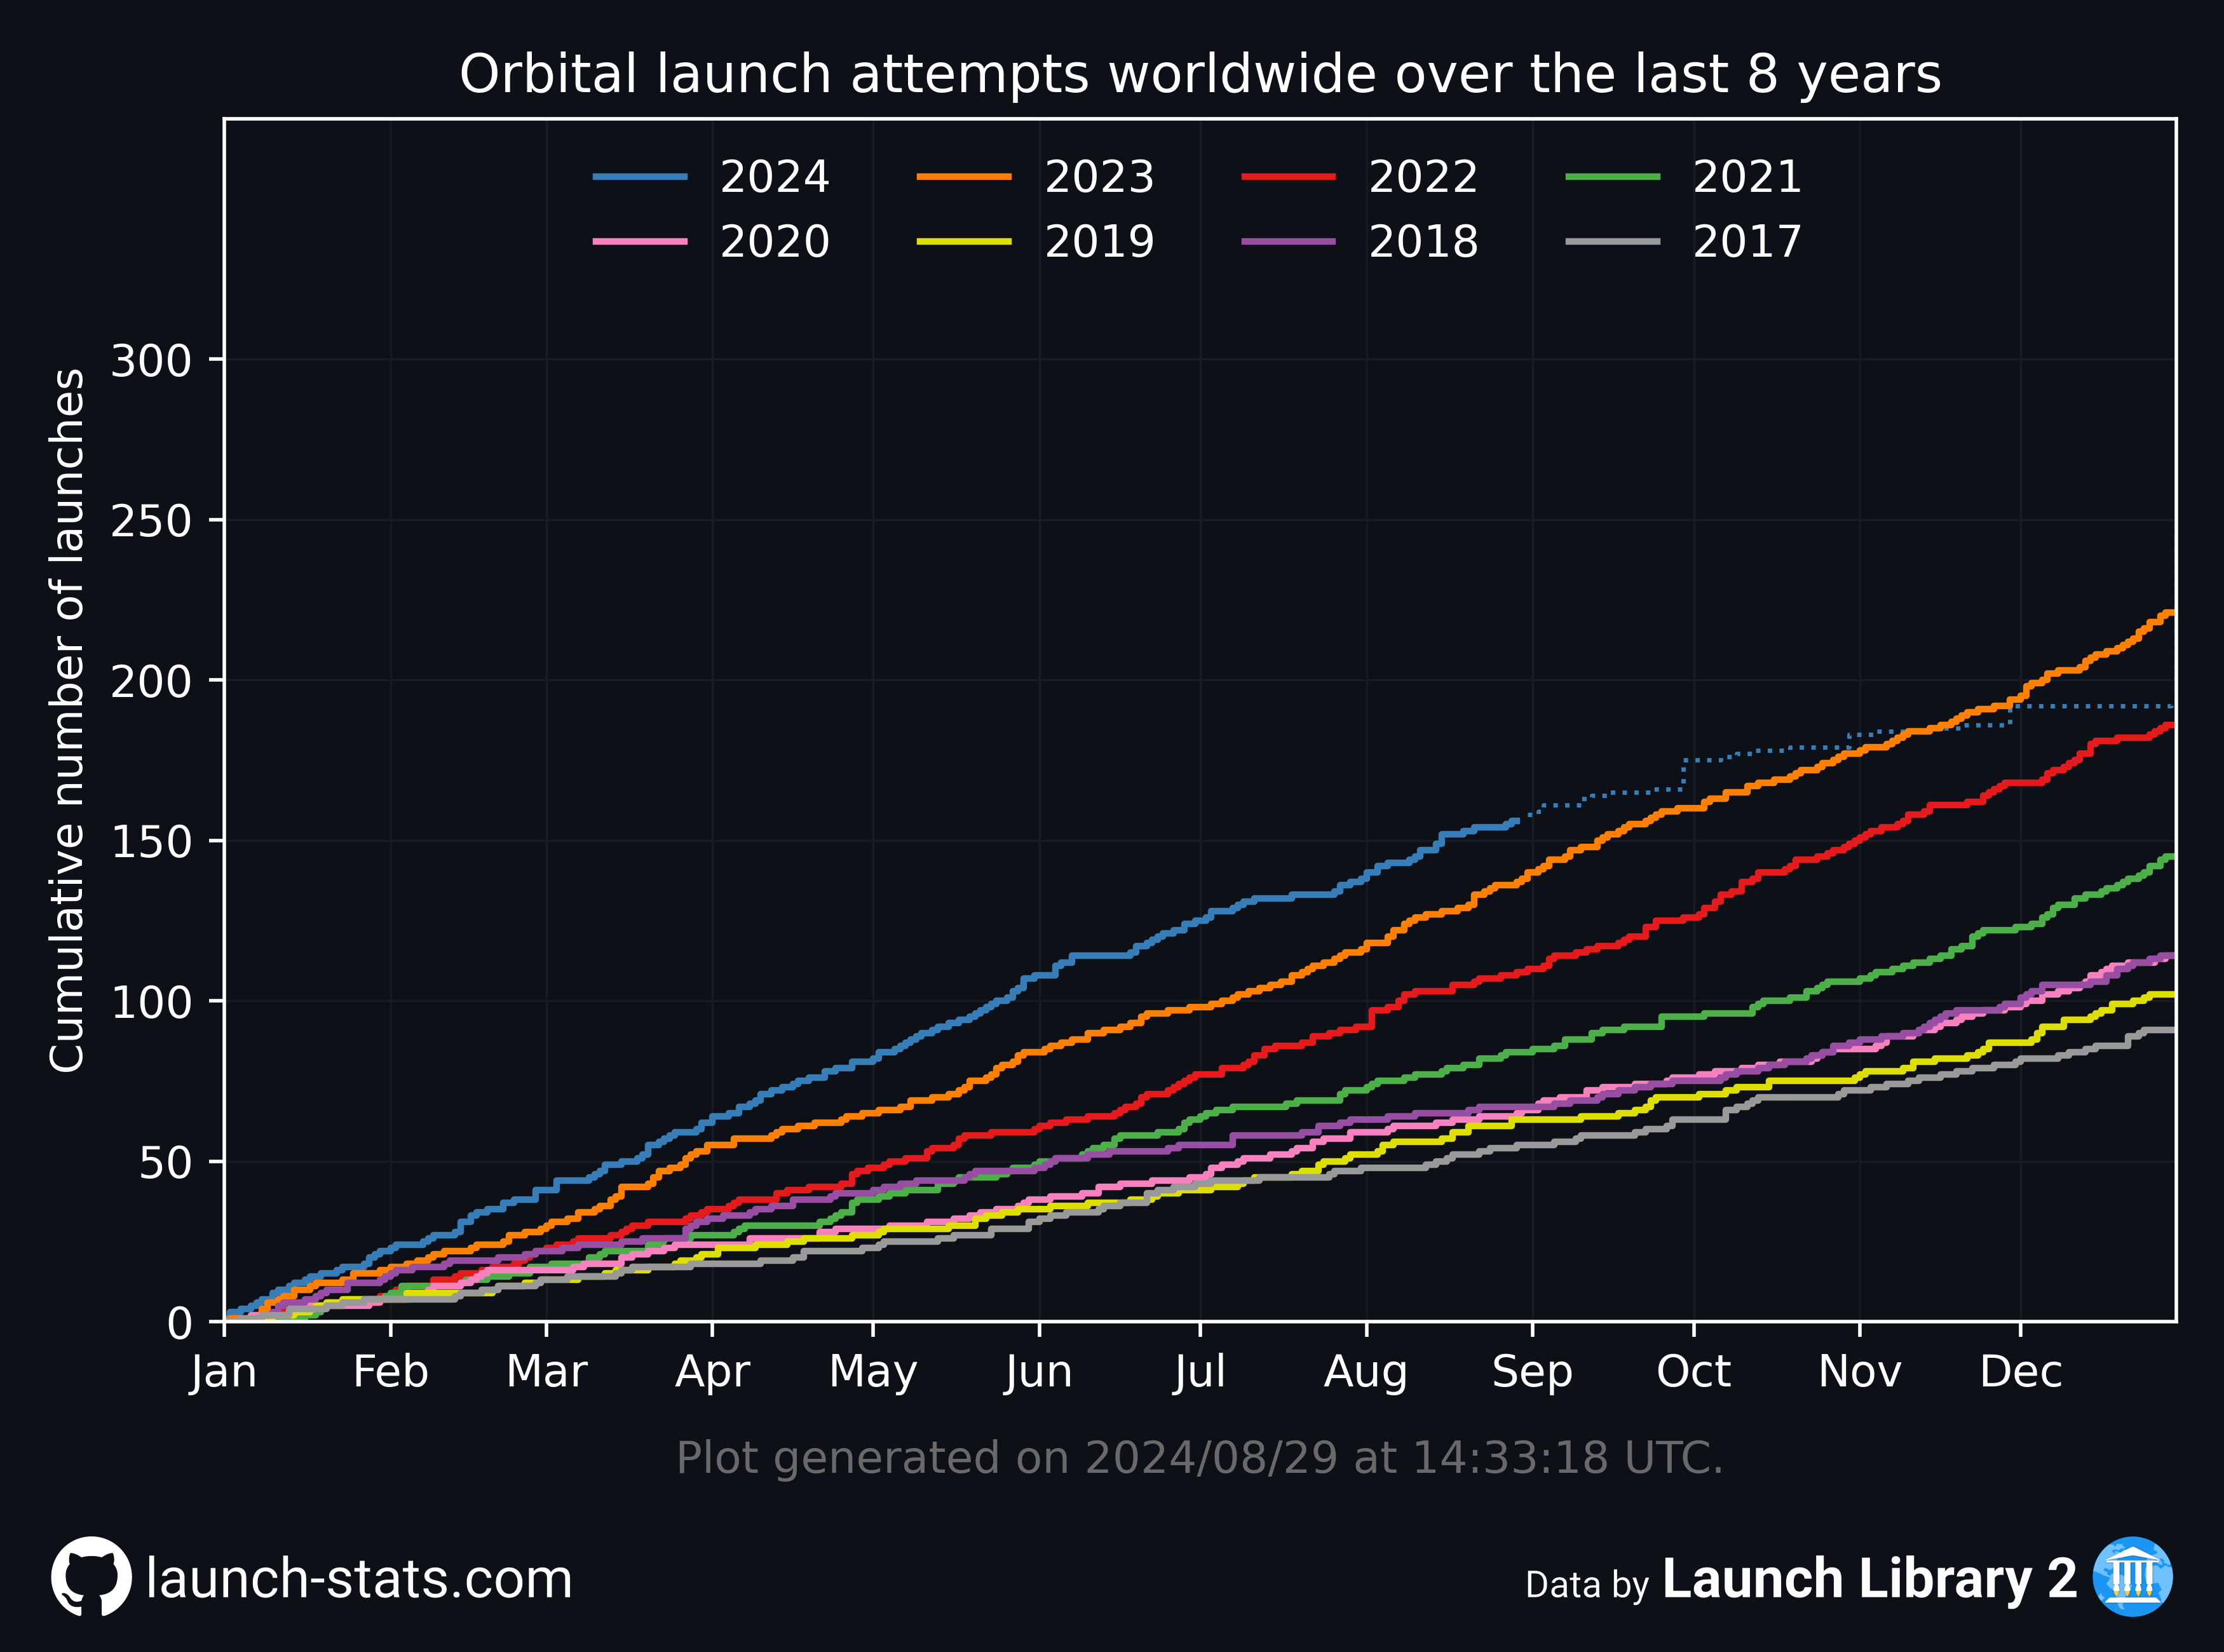 Orbital launch attempts worldwide over the last 8 years
2024 2023 2022 2021
2020 2019 2018 2017
Cumulative number of launches
300
250
200
150
100
50
0
Jan Feb Mar Apr May Jun Jul Aug Sep Oct Nov Dec
Plot generated on 2024/08/29 at 14:33:18 UTC.
launch-stats.com
Data by Launch Library 2